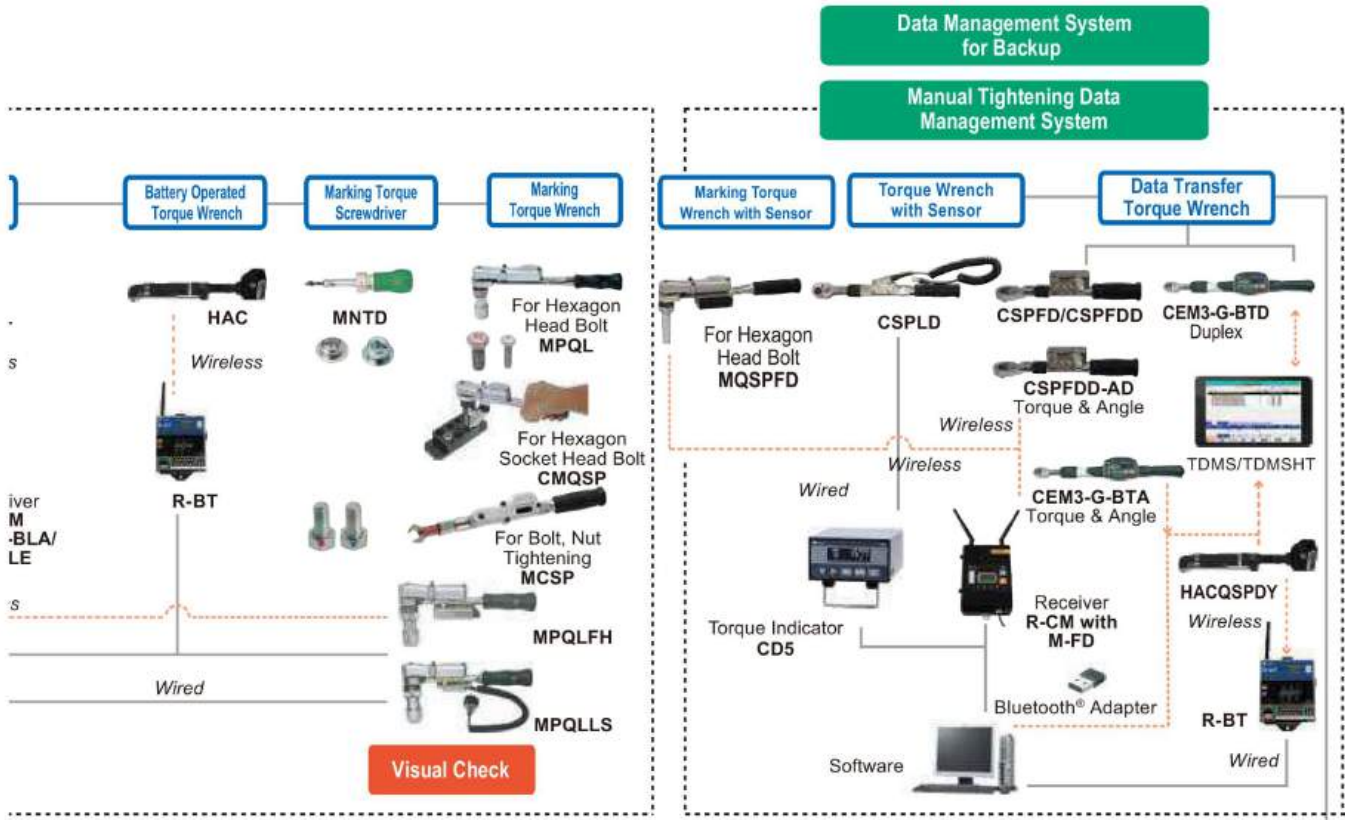 Data Management System
for Backup
Manual Tightening Data
Management System
Battery Operated
Torque Wrench
Marking Torque
Screwdriver
Marking
Torque Wrench
Marking Torque
Wrench with Sensor
Torque Wrench
with Sensor
Data Transfer
Torque Wrench
HAC
Wireless
R-BT
MNTD
For Hexagon
Head Bolt
MPQL
For Hexagon
Socket Head Bolt
CMQSP
For Bolt, Nut
Tightening
MCSP
MPQLFH
MPQLLS
iver
M
-BLA/
LE
s
s
Wired
Visual Check
For Hexagon
Head Bolt
MQSPFD
CSPLD
CSPFD/CSPFDD
CEM3-G-BTD
Duplex
CSPFDD-AD
Torque & Angle
Wireless
Wireless
Wired
TDMS/TDMSHT
CEM3-G-BTA
Torque & Angle
HACQSPDY
Wireless
Torque Indicator
CD5
Receiver
R-CM with
M-FD
Bluetooth® Adapter
R-BT
Wired
Software